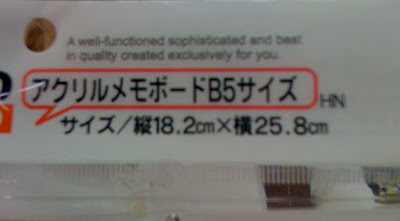 A well-functioned sophisticated and best
in quality created exclusively for you.
アクリルメモボードB5サイズ
HN
サイズ/縦18.2cm×横25.8cm